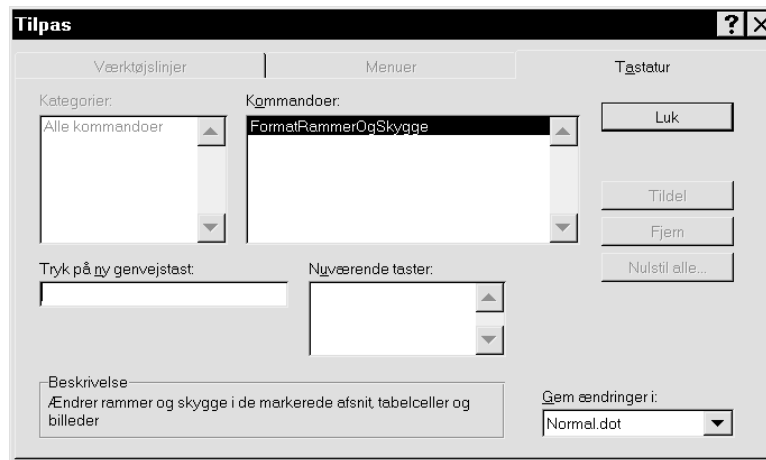 Tilpas
Værktøjslinjer
Menuer
Tastatur
Kategorier:
Kommandoer:
Alle kommandoer
FormatRammerOgSkygge
Luk
Tildel
Fjern
Nulstil alle...
Tryk på ny genvejstast:
Nuværende taster:
Beskrivelse
Ændrer rammer og skygge i de markerede afsnit, tabelceller og
billeder
Gem ændringer i:
Normal.dot